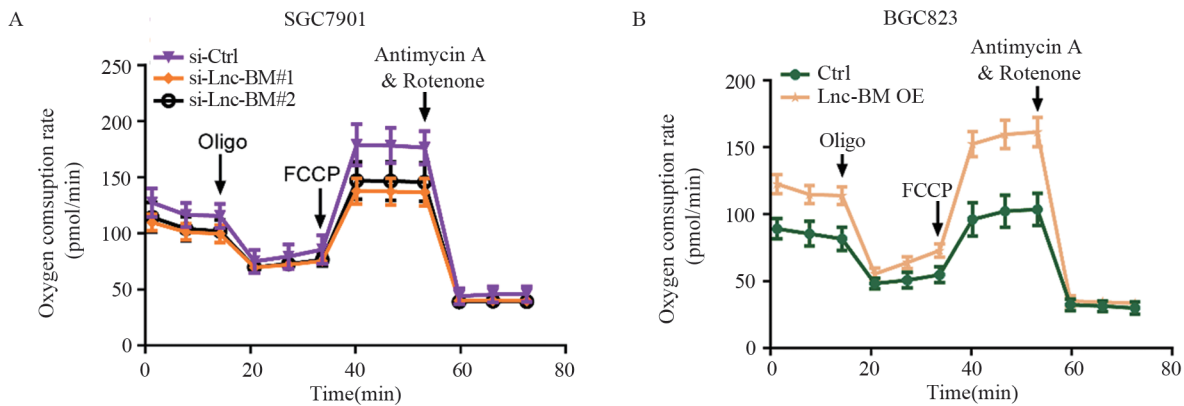 A
SGC7901
si-Ctrl
si-Lnc-BM#1
si-Lnc-BM#2
Oligo
FCCP
Antimycin A
& Rotenone
Oxygen comsuption rate
(pmol/min)
250
200
150
100
50
0
0
20
40
60
80
Time(min)
B
BGC823
Ctrl
Lnc-BM OE
Oligo
FCCP
Antimycin A
& Rotenone
Oxygen comsuption rate
(pmol/min)
200
150
100
50
0
0
20
40
60
80
Time(min)